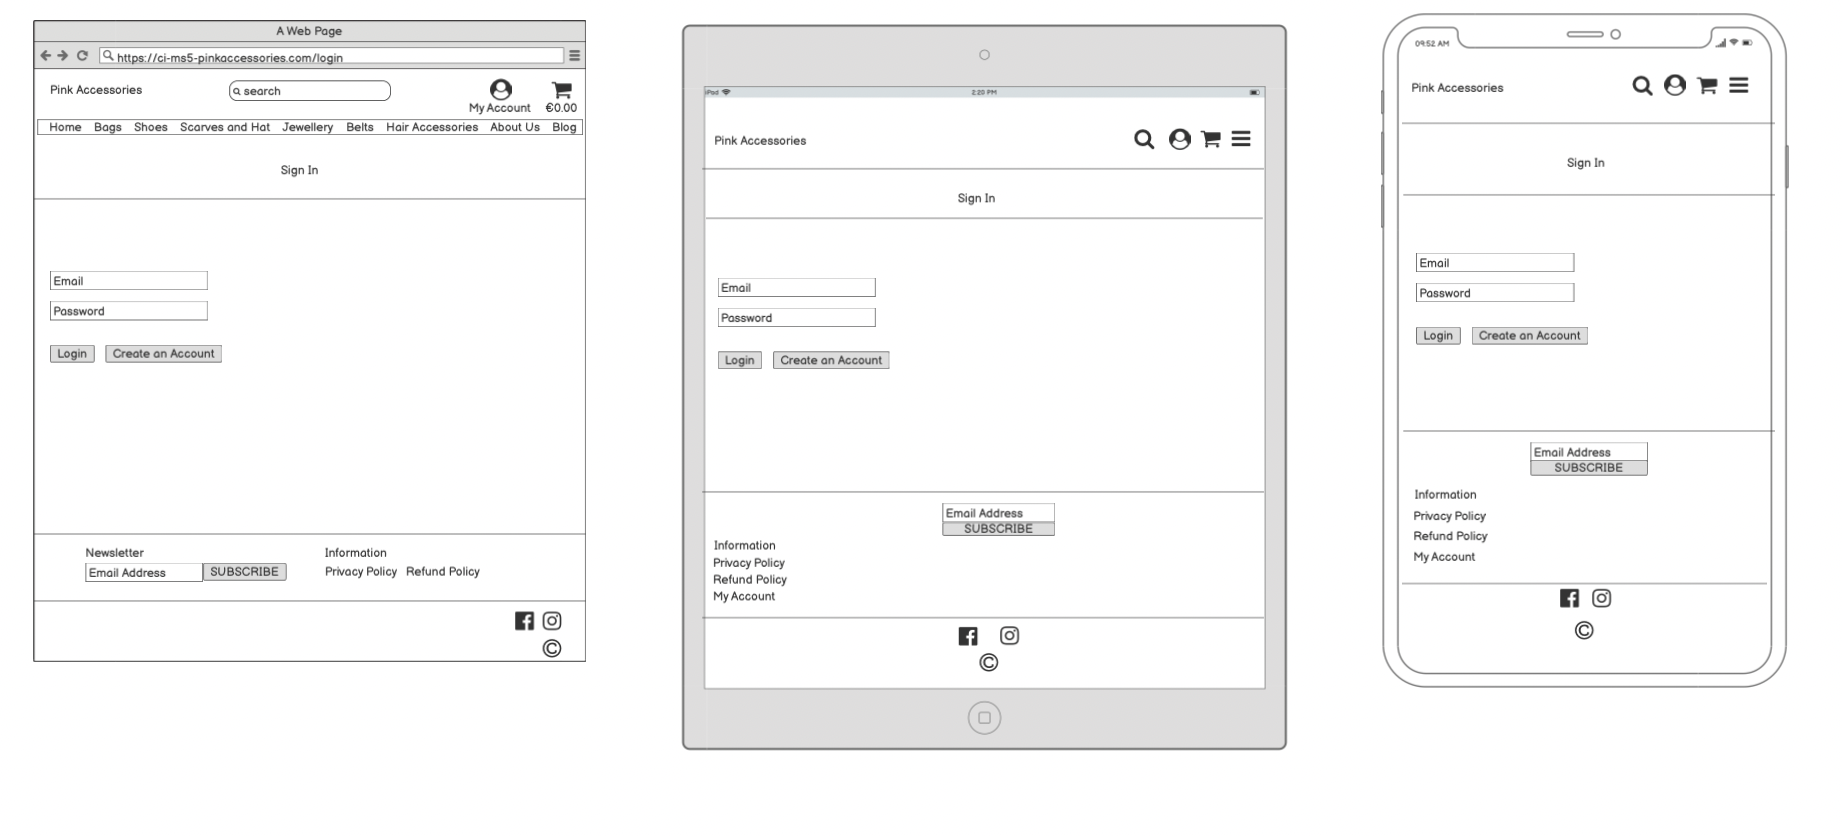 A Web Page
https://ci-ms5-pinkaccessories.com/login
Pink Accessories
search
My Account €0.00
Home Bags Shoes Scarves and Hat Jewellery Belts Hair Accessories About Us Blog
Sign In
Email
Password
Login Create an Account
Newsletter Information
Email Address SUBSCRIBE Privacy Policy Refund Policy
©
iPad 2:20 PM
Pink Accessories
Sign In
Email
Password
Login Create an Account
Email Address
SUBSCRIBE
Information
Privacy Policy
Refund Policy
My Account
©
09:52 AM
Pink Accessories
Sign In
Email
Password
Login Create an Account
Email Address
SUBSCRIBE
Information
Privacy Policy
Refund Policy
My Account
©